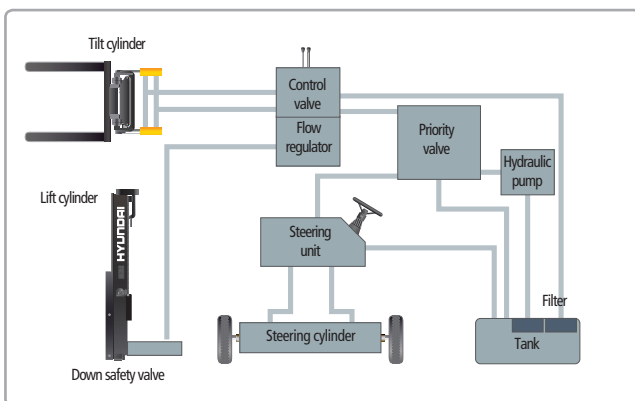 Tilt cylinder
Control
valve
Flow
regulator
Priority
valve
Hydraulic
pump
Lift cylinder
HYUNDAI
Steering
unit
Filter
Steering cylinder
Tank
Down safety valve